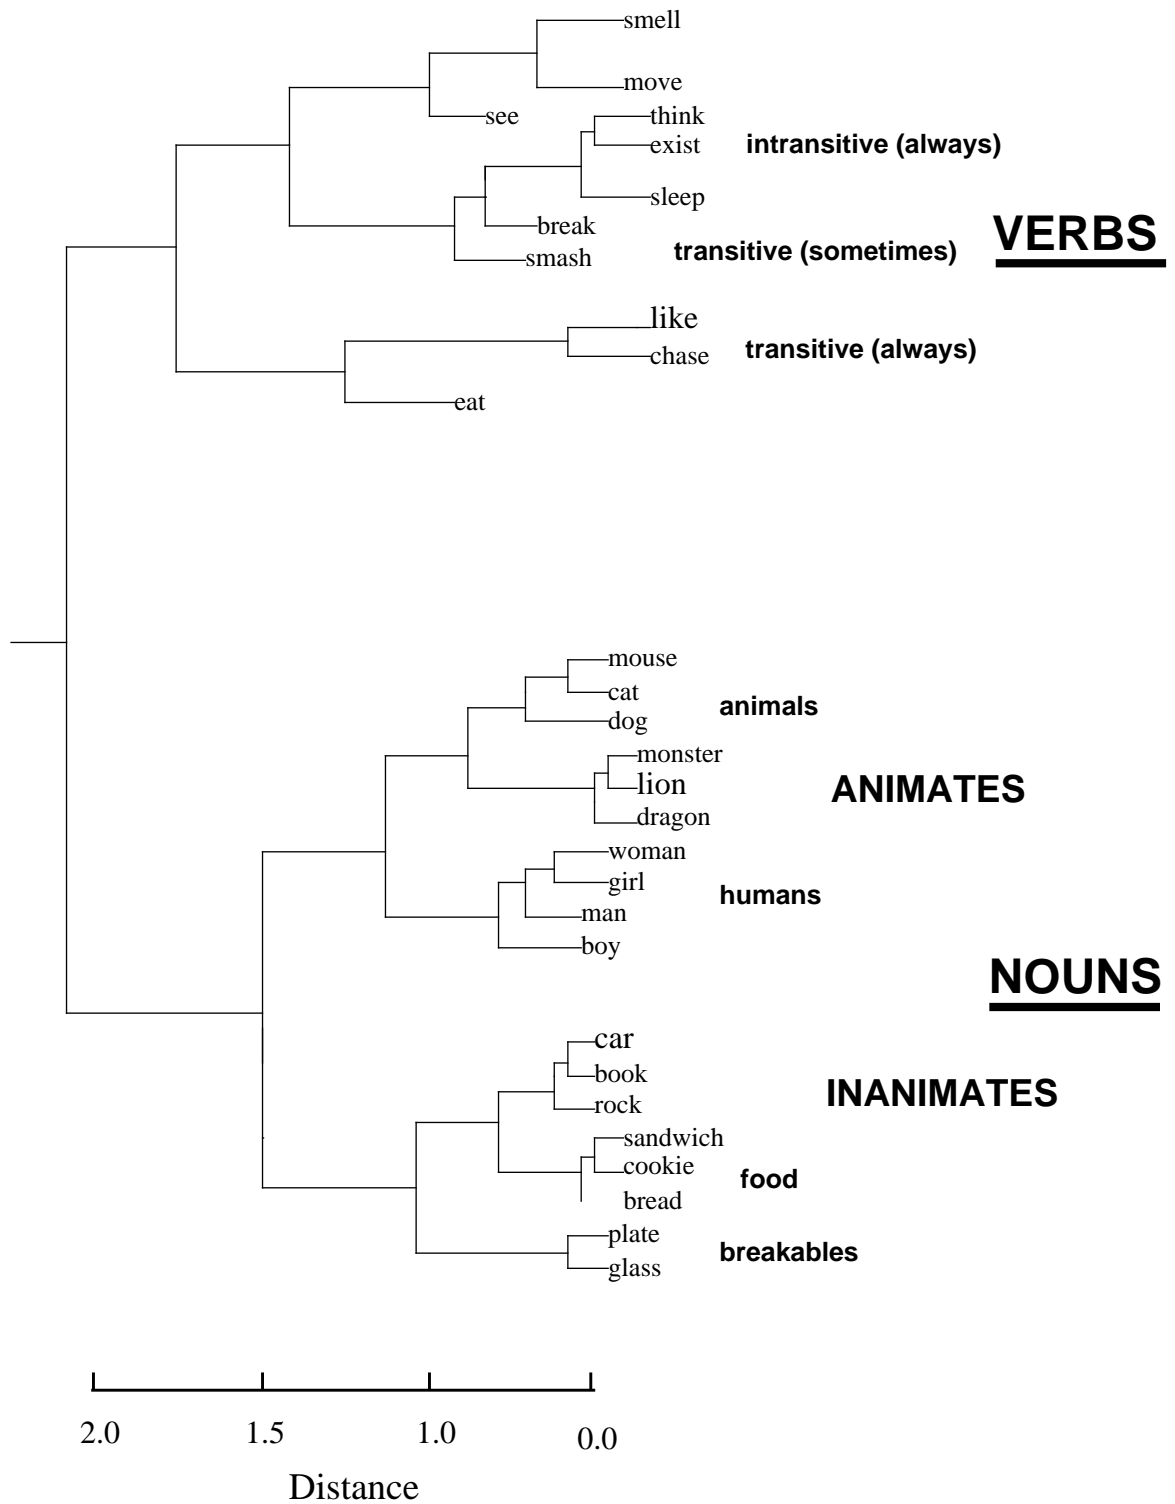 smell
move
see
think
exist
intransitive (always)
sleep
break
VERBS
smash
transitive (sometimes)
like
chase
transitive (always)
eat
mouse
cat
animals
dog
monster
lion
ANIMATES
dragon
woman
girl
humans
man
boy
NOUNS
car
book
INANIMATES
rock
sandwich
cookie
food
bread
plate
breakables
glass
2.0 1.5 1.0 0.0
Distance